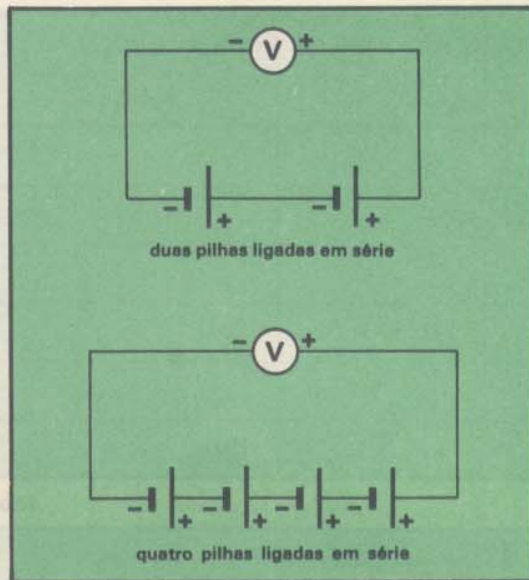 - V +
- + - +
duas pilhas ligadas em série
- V +
- + - + - + - +
quatro pilhas ligadas em série